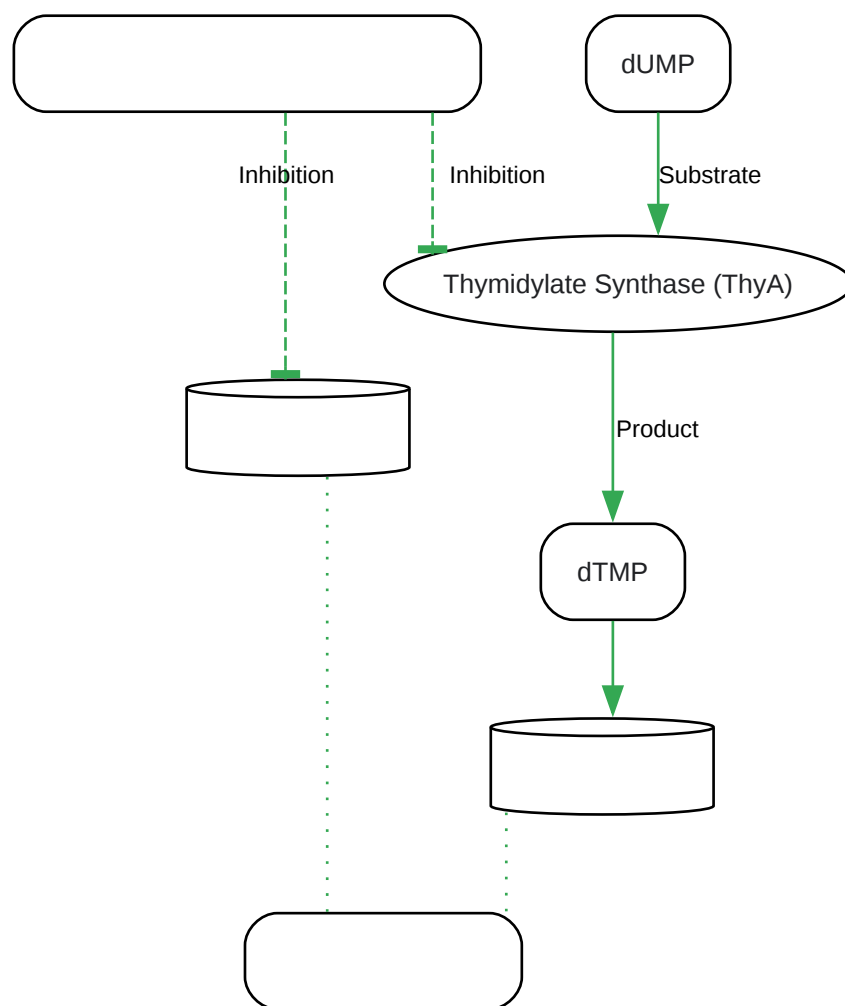 dUMP
Inhibition
Inhibition
Substrate
Thymidylate Synthase (ThyA)
Product
dTMP